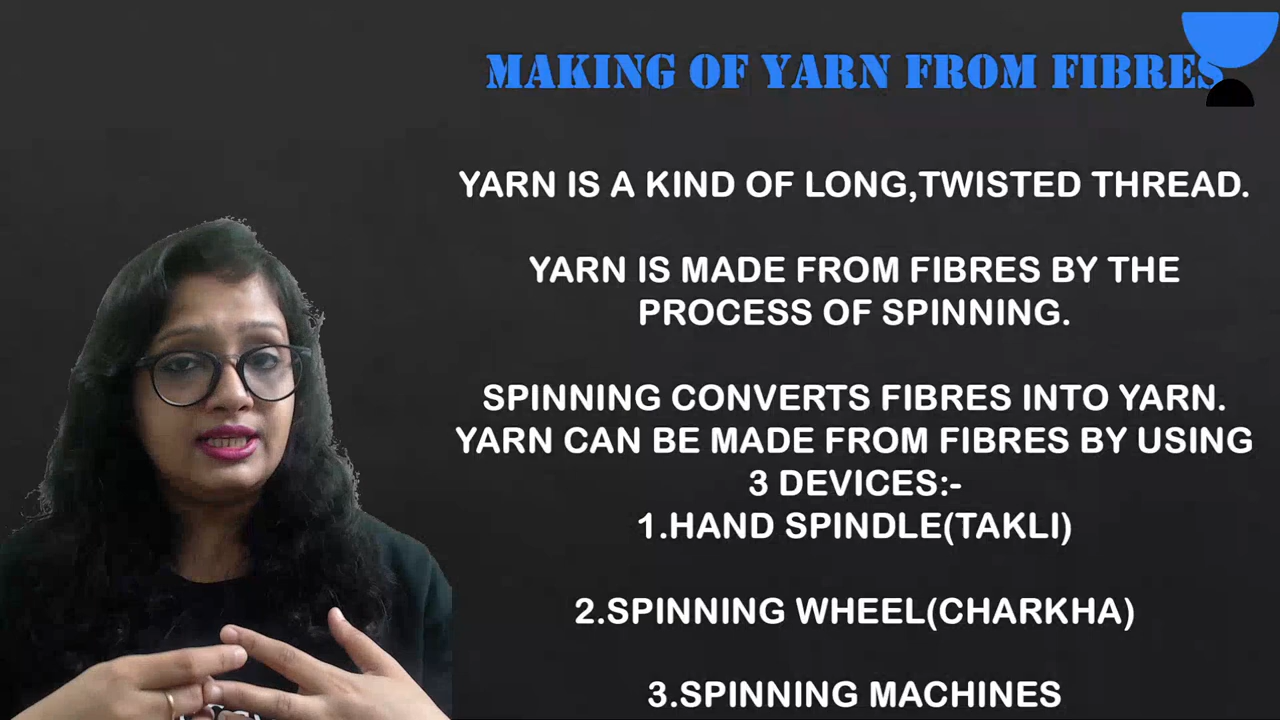 MAKING OF YARN FROM FIBRES
YARN IS A KIND OF LONG,TWISTED THREAD.
YARN IS MADE FROM FIBRES BY THE
PROCESS OF SPINNING.
SPINNING CONVERTS FIBRES INTO YARN.
YARN CAN BE MADE FROM FIBRES BY USING
3 DEVICES:-
1.HAND SPINDLE(TAKLI)
2.SPINNING WHEEL(CHARKHA)
3.SPINNING MACHINES